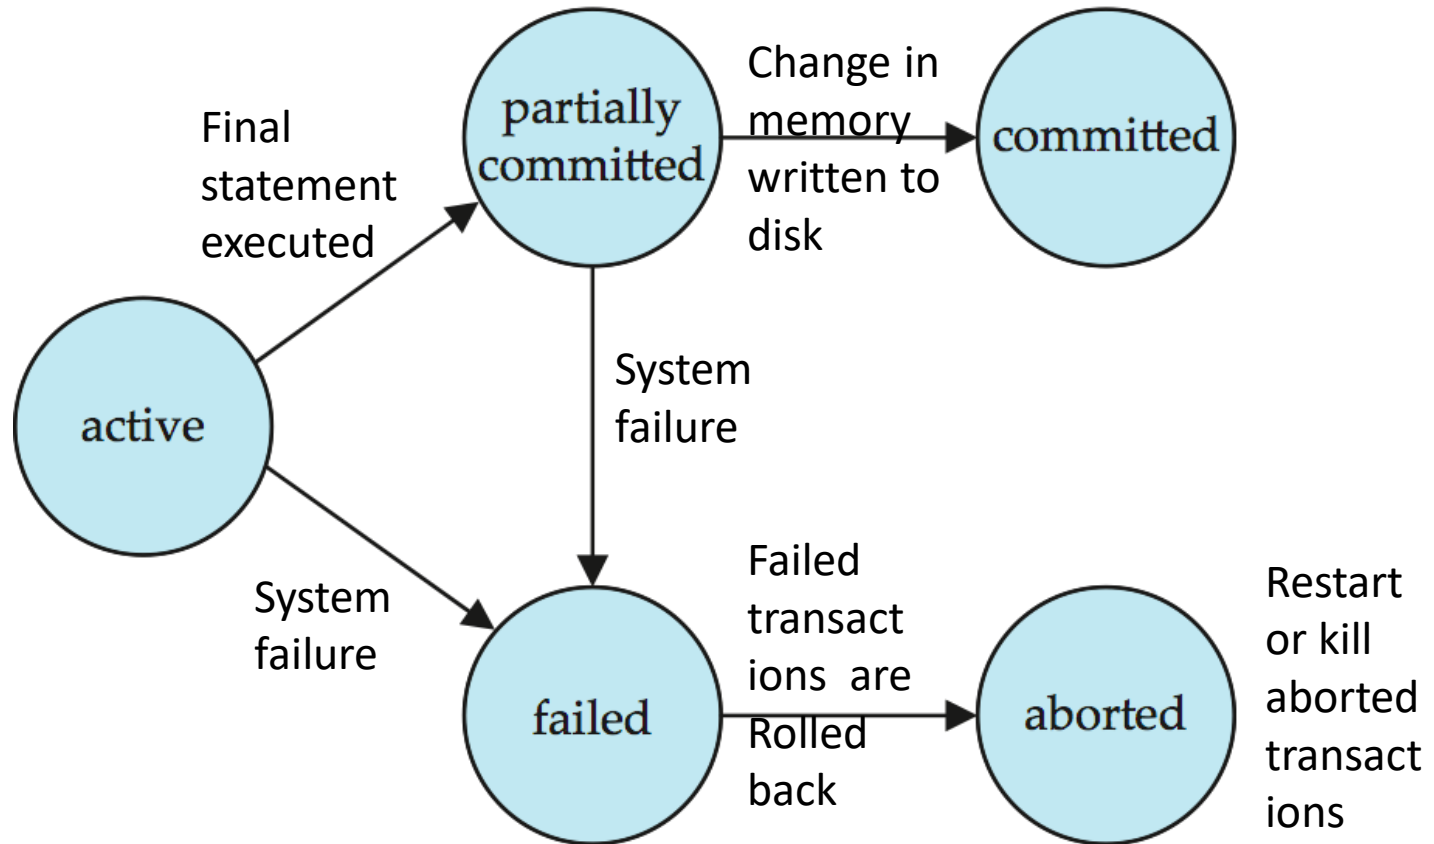 partially
committed
Change in
memory
written to
disk
committed
Final
statement
executed
active
System
failure
System
failure
failed
Failed
transact
ions are
Rolled
back
aborted
Restart
or kill
aborted
transact
ions